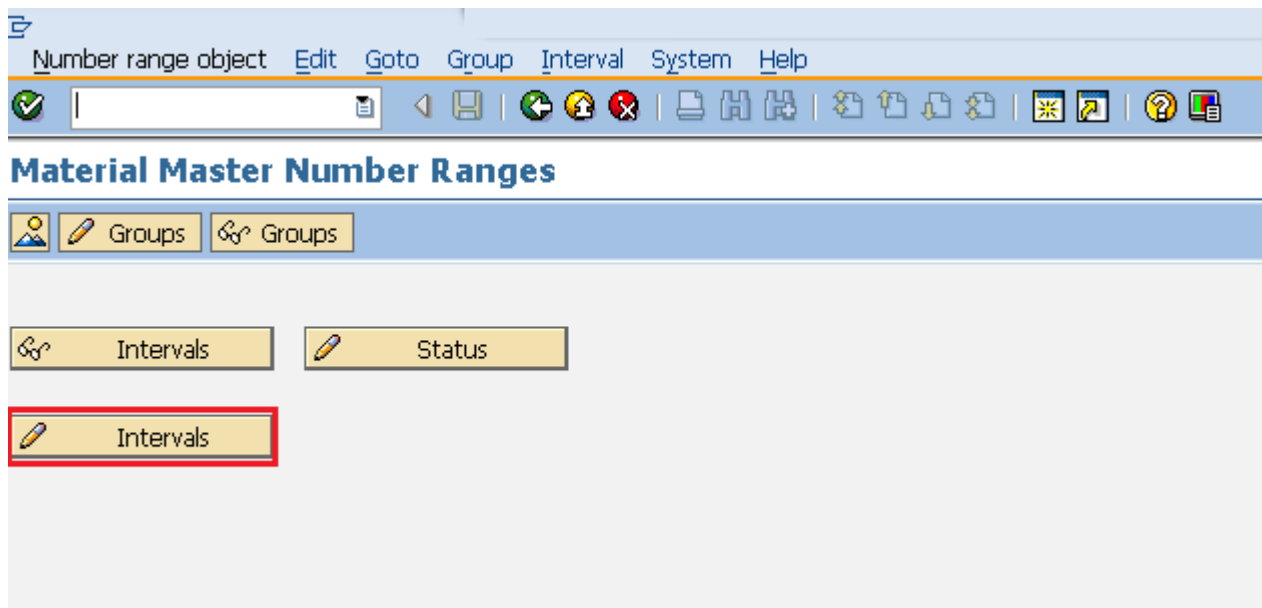 Number range object Edit Goto Group Interval System Help
Material Master Number Ranges
Groups Groups
Intervals Status
Intervals